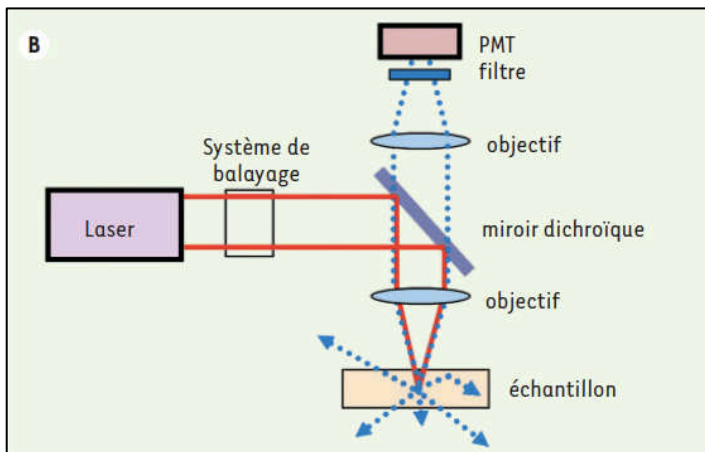 B
PMT
filtre
objectif
Système de
balayage
Laser
miroir dichroïque
objectif
échantillon